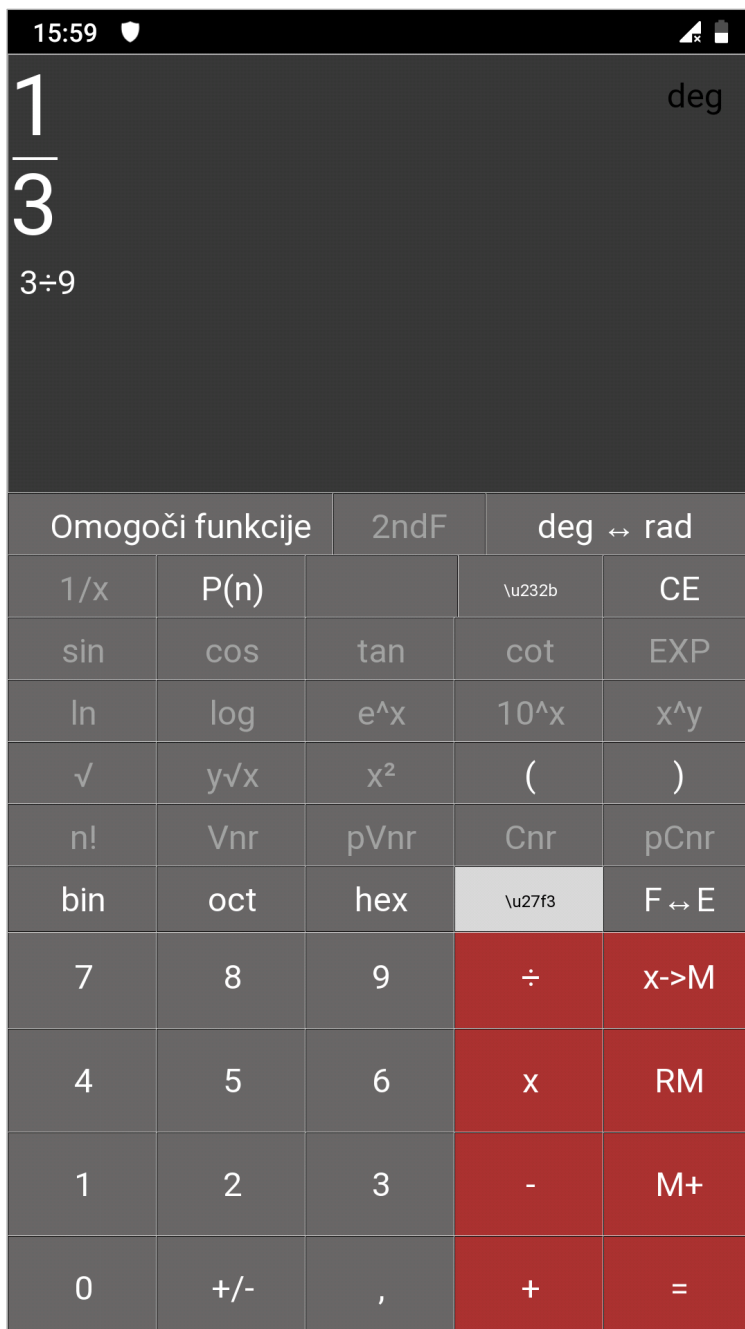 15:59
deg
1
3
3÷9
Omogoči funkcije 2ndF deg ↔ rad
1/x P(n) \u232b CE
sin cos tan cot EXP
ln log e^x 10^x x^y
√ y√x x² ( )
n! Vnr pVnr Cnr pCnr
bin oct hex \u27f3 F↔E
7 8 9 ÷ x->M
4 5 6 x RM
1 2 3 - M+
0 +/- , + =